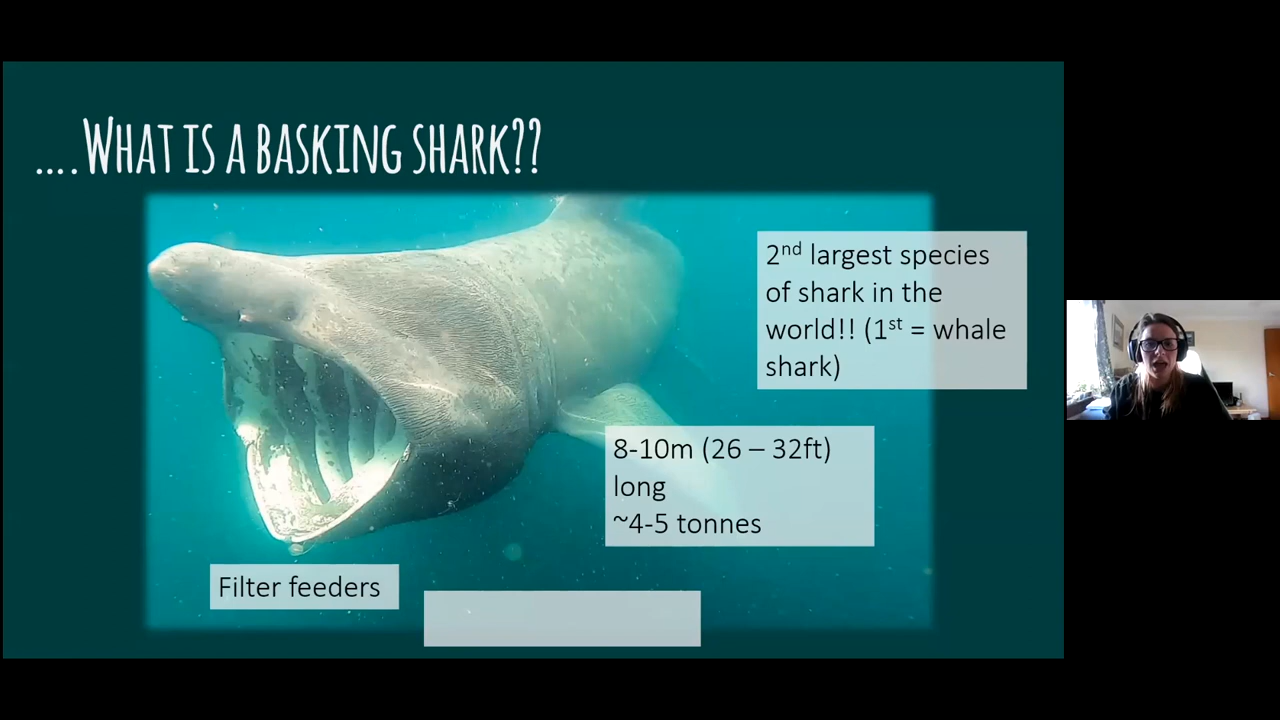 ....What is a basking shark??
2nd largest species
of shark in the
world!! (1st = whale
shark)
8-10m (26 – 32ft)
long
~4-5 tonnes
Filter feeders